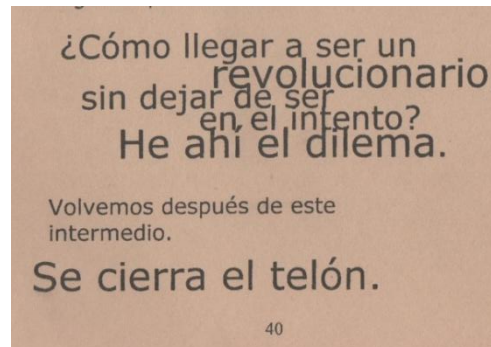 ¿Cómo llegar a ser un
revolucionario
sin dejar de ser
en el intento?
He ahí el dilema.
Volvemos después de este
intermedio.
Se cierra el telón.
40